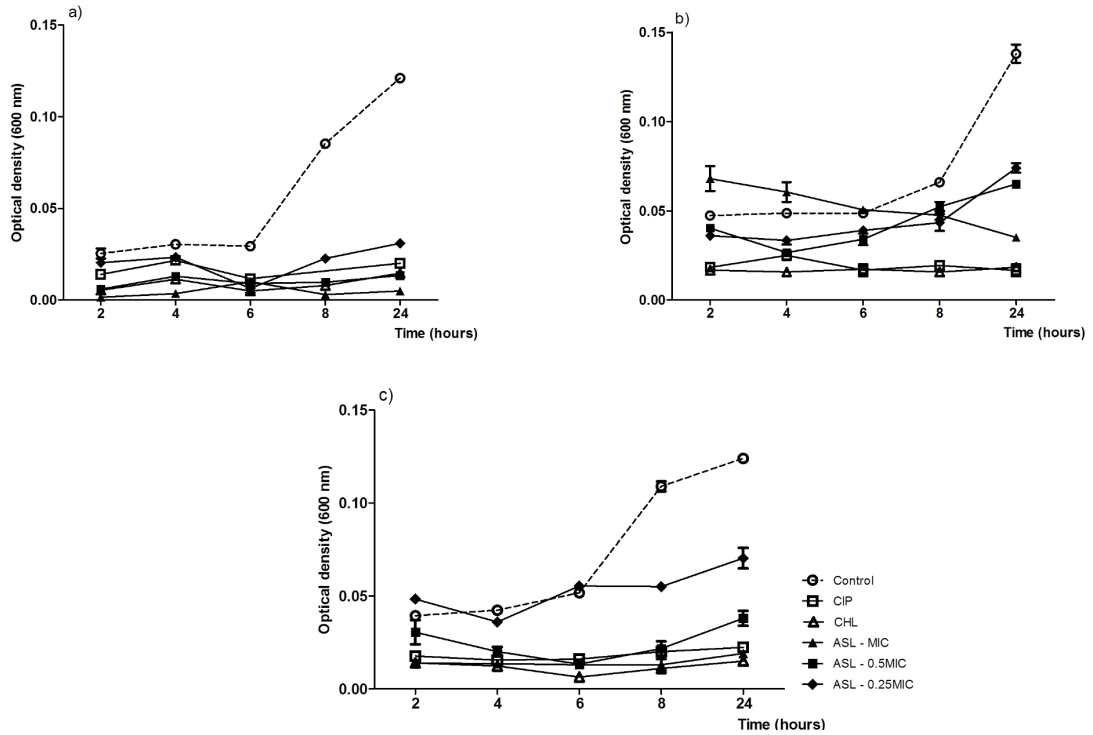 a)
0.15
0.10
0.05
0.00
Optical density (600 nm)
2 4 6 8 24
Time (hours)
b)
0.15
0.10
0.05
0.00
Optical density (600 nm)
2 4 6 8 24
Time (hours)
c)
0.15
0.10
0.05
0.00
Optical density (600 nm)
2 4 6 8 24
Time (hours)
Control
CIP
CHL
ASL - MIC
ASL - 0.5MIC
ASL - 0.25MIC